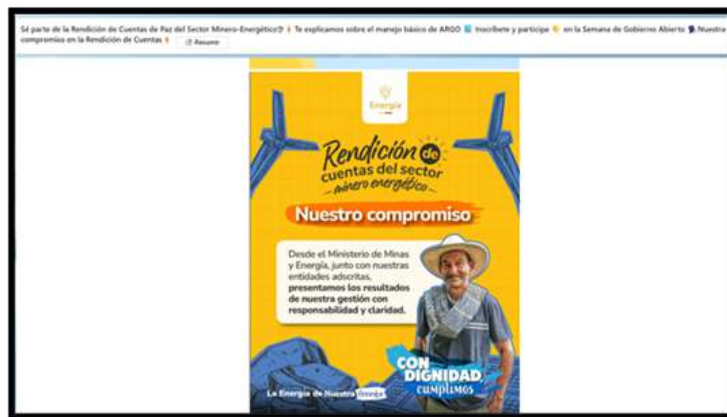 Sé parte de la Rendición de Cuentas de Paz del Sector Minero-Energético? Te explicamos sobre el manejo básico de ARGO Inscríbete y participa en la Semana de Gobierno Abierto Nuestra
compromiso en la Rendición de Cuentas Resumir
Energía
Rendición de
cuentas del sector
minero energético
Nuestro compromiso
Desde el Ministerio de Minas
y Energía, junto con nuestras
entidades adscritas,
presentamos los resultados
de nuestra gestión con
responsabilidad y claridad.
CON
DIGNIDAD
cumplimos
La Energía de Nuestra